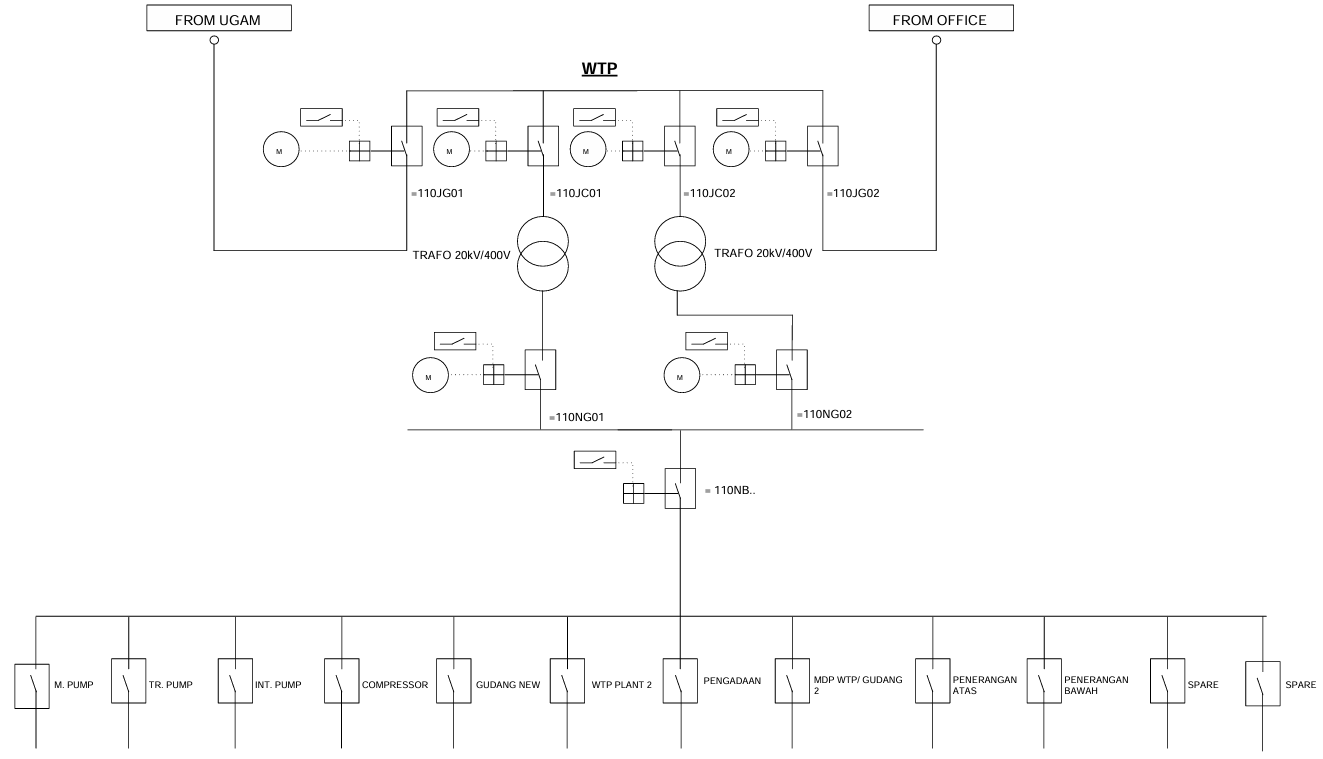 FROM UGAM
FROM OFFICE
WTP
M
M
M
M
=110JG01
=110JC01
=110JC02
=110JG02
TRAFO 20kV/400V
TRAFO 20kV/400V
M
M
=110NG01
=110NG02
= 110NB..
M. PUMP
TR. PUMP
INT. PUMP
COMPRESSOR
GUDANG NEW
WTP PLANT 2
PENGADAAN
MDP WTP/ GUDANG
2
PENERANGAN
ATAS
PENERANGAN
BAWAH
SPARE
SPARE